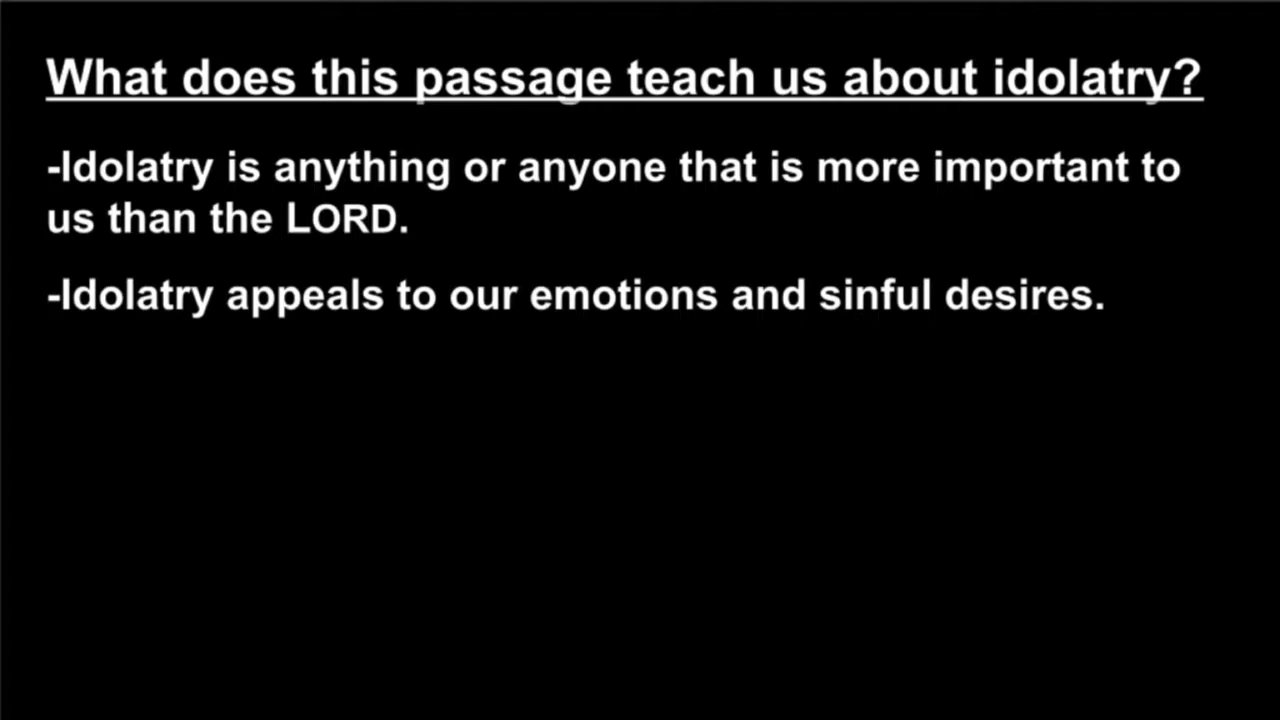 What does this passage teach us about idolatry?
-Idolatry is anything or anyone that is more important to
us than the LORD.
-Idolatry appeals to our emotions and sinful desires.